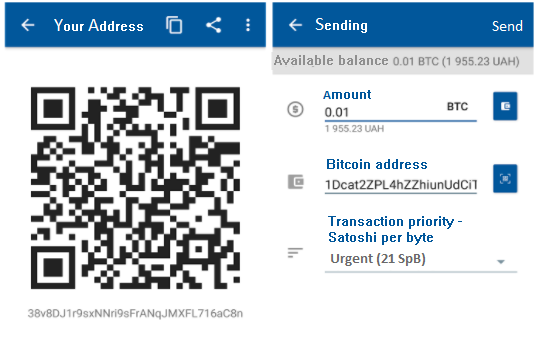 Your Address
38v8DJ1r9sxNNri9sFrANqJMXFL716aC8n
Sending Send
Available balance 0.01 BTC (1 955.23 UAH)
Amount
0.01 BTC
1 955.23 UAH
Bitcoin address
1Dcat2ZPL4hZZhiunUdCiT
Transaction priority -
Satoshi per byte
Urgent (21 SpB)